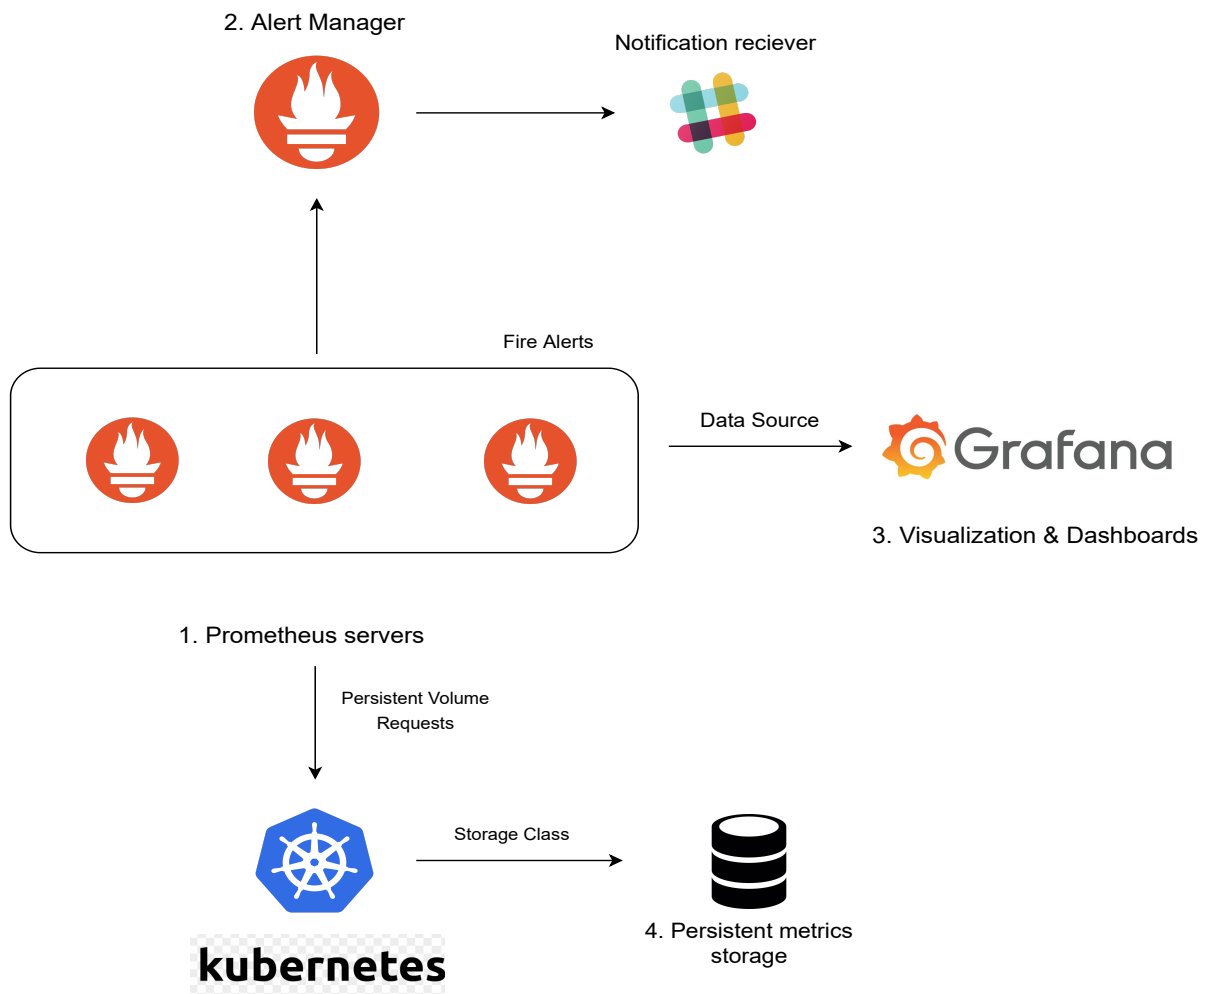 2. Alert Manager
Notification reciever
Fire Alerts
Data Source
Grafana
3. Visualization & Dashboards
1. Prometheus servers
Persistent Volume
Requests
Storage Class
kubernetes
4. Persistent metrics
storage